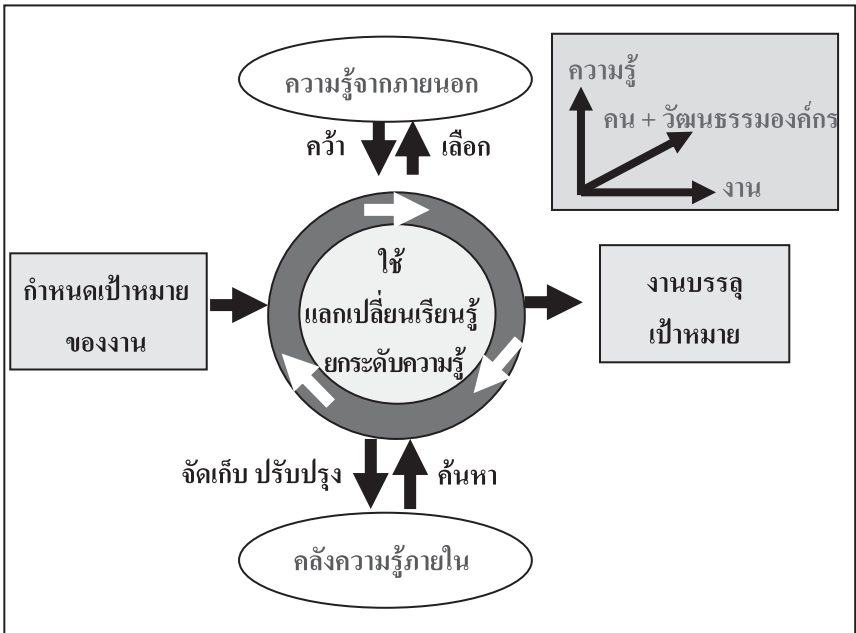 ความรู้จากภายนอก
คว้า
เลือก
ความรู้
คน + วัฒนธรรมองค์กร
งาน
กำหนดเป้าหมาย
ของงาน
ใช้
แลกเปลี่ยนเรียนรู้
ยกระดับความรู้
งานบรรลุ
เป้าหมาย
จัดเก็บ ปรับปรุง
ค้นหา
คลังความรู้ภายใน